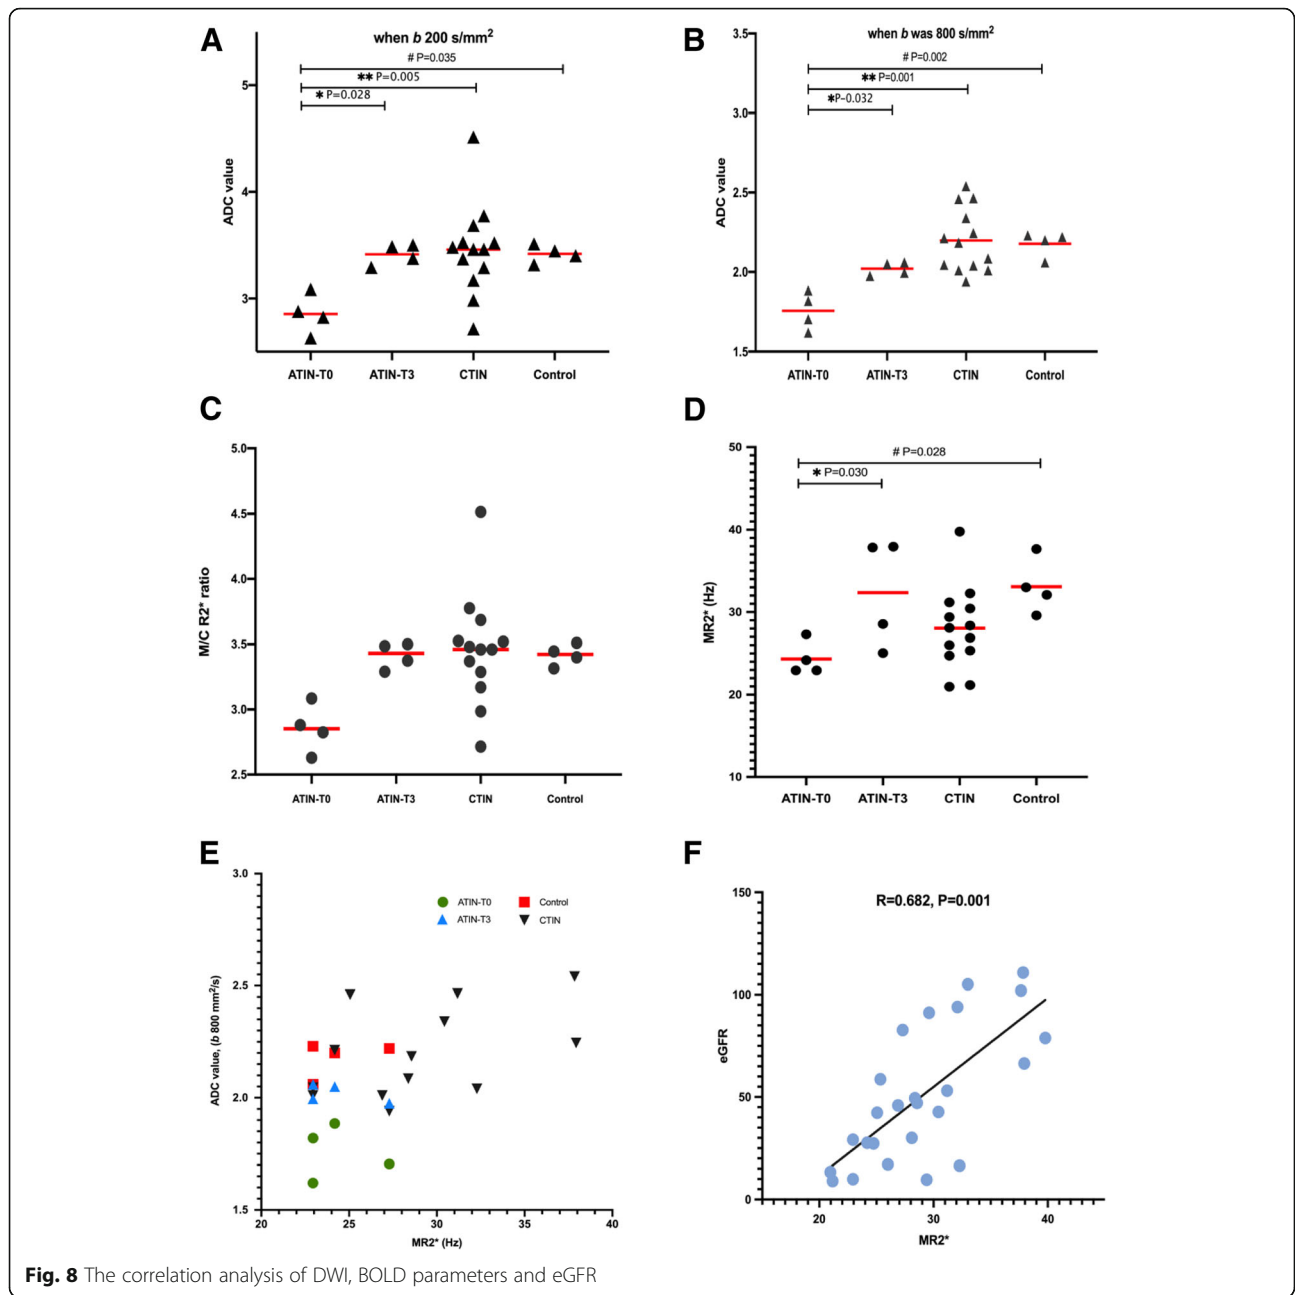 A
when b 200 s/mm²
# P=0.035
✱✱ P=0.005
✱ P=0.028
ADC value
5
4
3
ATIN-T0 ATIN-T3 CTIN Control
B
when b was 800 s/mm²
# P=0.002
✱✱ P=0.001
✱P-0.032
ADC value
3.5
3.0
2.5
2.0
1.5
ATIN-T0 ATIN-T3 CTIN Control
C
M/C R2* ratio
5.0
4.5
4.0
3.5
3.0
2.5
ATIN-T0 ATIN-T3 CTIN Control
D
# P=0.028
✱ P=0.030
MR2* (Hz)
50
40
30
20
10
ATIN-T0 ATIN-T3 CTIN Control
E
ATIN-T0 Control
ATIN-T3 CTIN
ADC value, (b 800 mm²/s)
3.0
2.5
2.0
1.5
20 25 30 35 40
MR2* (Hz)
F
R=0.682, P=0.001
eGFR
150
100
50
0
20 30 40
MR2*
Fig. 8 The correlation analysis of DWI, BOLD parameters and eGFR